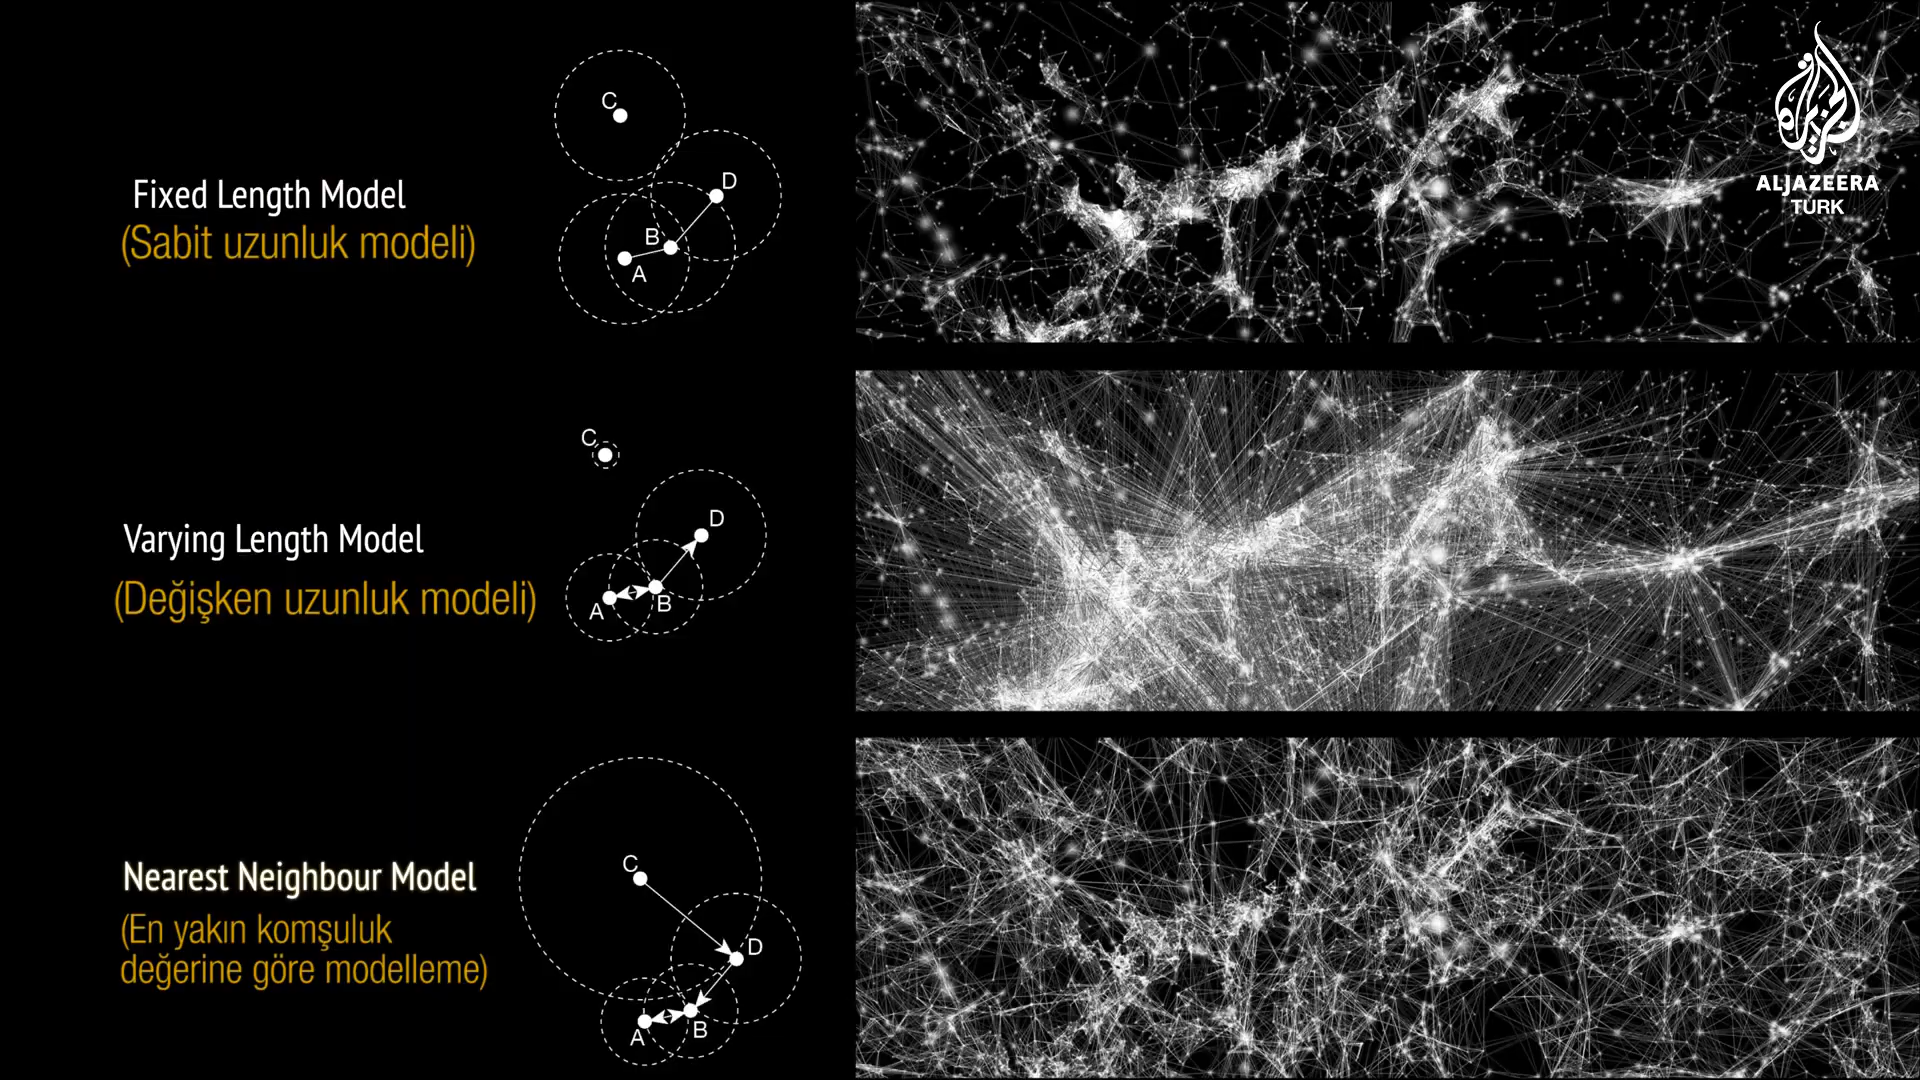 Fixed Length Model
(Sabit uzunluk modeli)
C
D
B
A
ALJAZEERA
TURK
Varying Length Model
(Değişken uzunluk modeli)
C
D
A
B
Nearest Neighbour Model
(En yakın komşuluk
değerine göre modelleme)
C
D
A
B